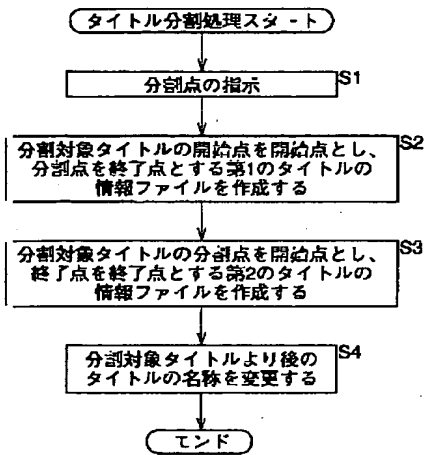 タイトル分割処理スタート
分割点の指示
S1
分割対象タイトルの開始点を開始点とし、
分割点を終了点とする第1のタイトルの
情報ファイルを作成する
S2
分割対象タイトルの分割点を開始点とし、
終了点を終了点とする第2のタイトルの
情報ファイルを作成する
S3
分割対象タイトルより後の
タイトルの名称を変更する
S4
エンド